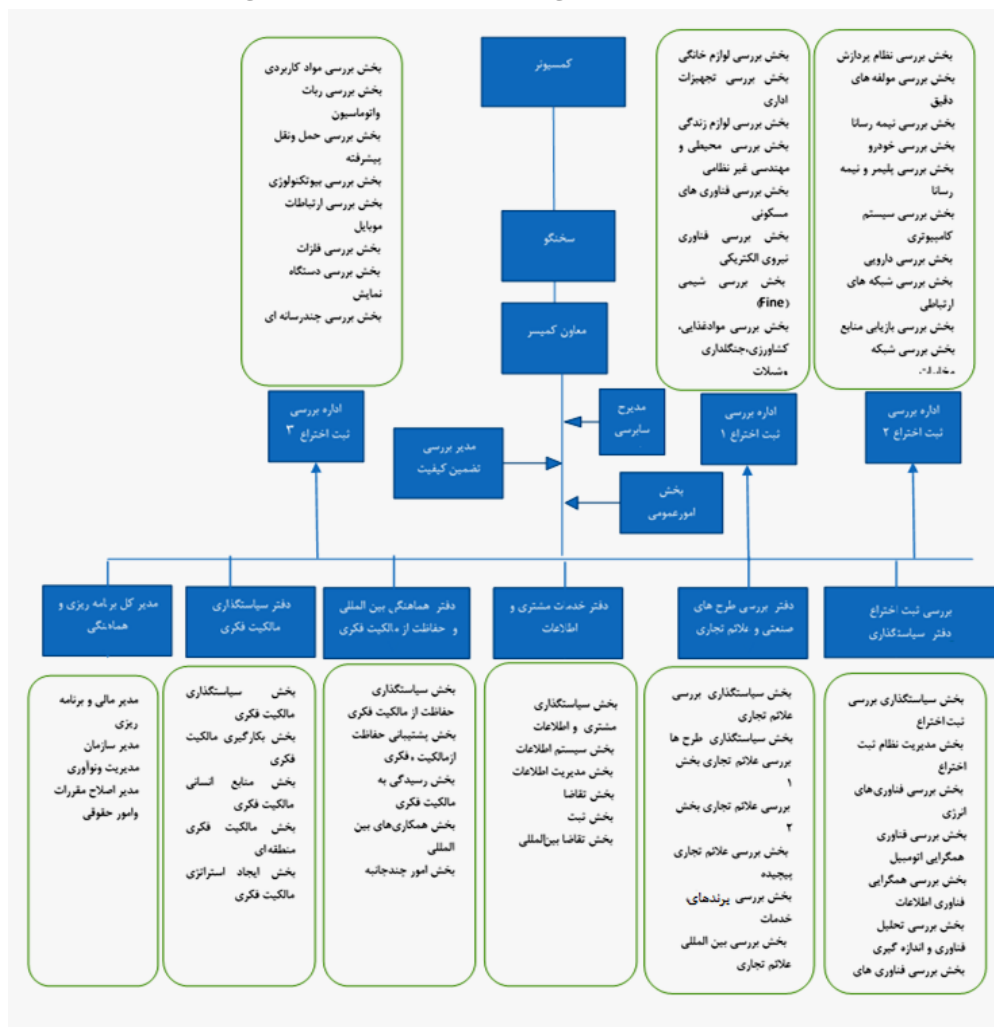 کمسیونر
سخنگو
معاون کمیسر
مدیرح
سابرسی
مدیر بررسی
تضمین کیفیت
بخش
امورعمومی
بخش بررسی نظام پردازش
بخش بررسی مولفه های
دقیق
بخش بررسی نیمه رسانا
بخش بررسی خودرو
بخش بررسی پلیمر و نیمه
رسانا
بخش بررسی سیستم
کامپیوتری
بخش بررسی دارویی
بخش بررسی شبکه های
ارتباطی
بخش بررسی بازیابی منابع
بخش بررسی شبکه
اداره بررسی
ثبت اختراع ۲
بخش بررسی لوازم خانگی
بخش بررسی تجهیزات
اداری
بخش بررسی لوازم زندگی
بخش بررسی محیطی و
مهندسی غیر نظامی
بخش بررسی فناوری های
مسکونی
بخش بررسی فناوری
نیروی الکتریکی
بخش بررسی شیمی
(Fine)
بخش بررسی موادغذایی،
کشاورزی،جنگلداری
وشیلات
اداره بررسی
ثبت اختراع ۱
بخش بررسی مواد کاربردی
بخش بررسی ربات
واتوماسیون
بخش بررسی حمل ونقل
پیشرفته
بخش بررسی بیوتکنولوژی
بخش بررسی ارتباطات
موبایل
بخش بررسی فلزات
بخش بررسی دستگاه
نمایش
بخش بررسی چندرسانه ای
اداره بررسی
ثبت اختراع ۳
بررسی ثبت اختراع
دفتر سیاستگذاری
بخش سیاستگذاری بررسی
ثبت اختراع
بخش مدیریت نظام ثبت
اختراع
بخش بررسی فناوری‌های
انرژی
بخش بررسی فناوری
همگرایی اتومبیل
بخش بررسی همگرایی
فناوری اطلاعات
بخش بررسی تحلیل
فناوری و اندازه گیری
بخش بررسی فناوری های
دفتر بررسی طرح های
صنعتی و علائم تجاری
بخش سیاستگذاری بررسی
علائم تجاری
بخش سیاستگذاری طرح ها
بررسی علائم تجاری بخش
۱
بررسی علائم تجاری بخش
۲
بخش بررسی علائم تجاری
پیچیده
بخش بررسی برندهای،
خدمات
بخش بررسی بین المللی
علائم تجاری
دفتر خدمات مشتری و
اطلاعات
بخش سیاستگذاری
مشتری و اطلاعات
بخش سیستم اطلاعات
بخش مدیریت اطلاعات
بخش تقاضا
بخش ثبت
بخش تقاضا بین‌المللی
دفتر هماهنگی بین المللی
و حفاظت از مالکیت فکری
بخش سیاستگذاری
حفاظت از مالکیت فکری
بخش پشتیبانی حفاظت
ازمالکیت فکری
بخش رسیدگی به
مالکیت فکری
بخش همکاری‌های بین
المللی
بخش امور چندجانبه
دفتر سیاستگذاری
مالکیت فکری
بخش سیاستگذاری
مالکیت فکری
بخش بکارگیری مالکیت
فکری
بخش منابع انسانی
مالکیت فکری
بخش مالکیت فکری
منطقه‌ای
بخش ایجاد استراتژی
مالکیت فکری
مدیر کل برنامه ریزی و
هماهنگی
مدیر مالی و برنامه
ریزی
مدیر سازمان
مدیریت ونوآوری
مدیر اصلاح مقررات
وامور حقوقی